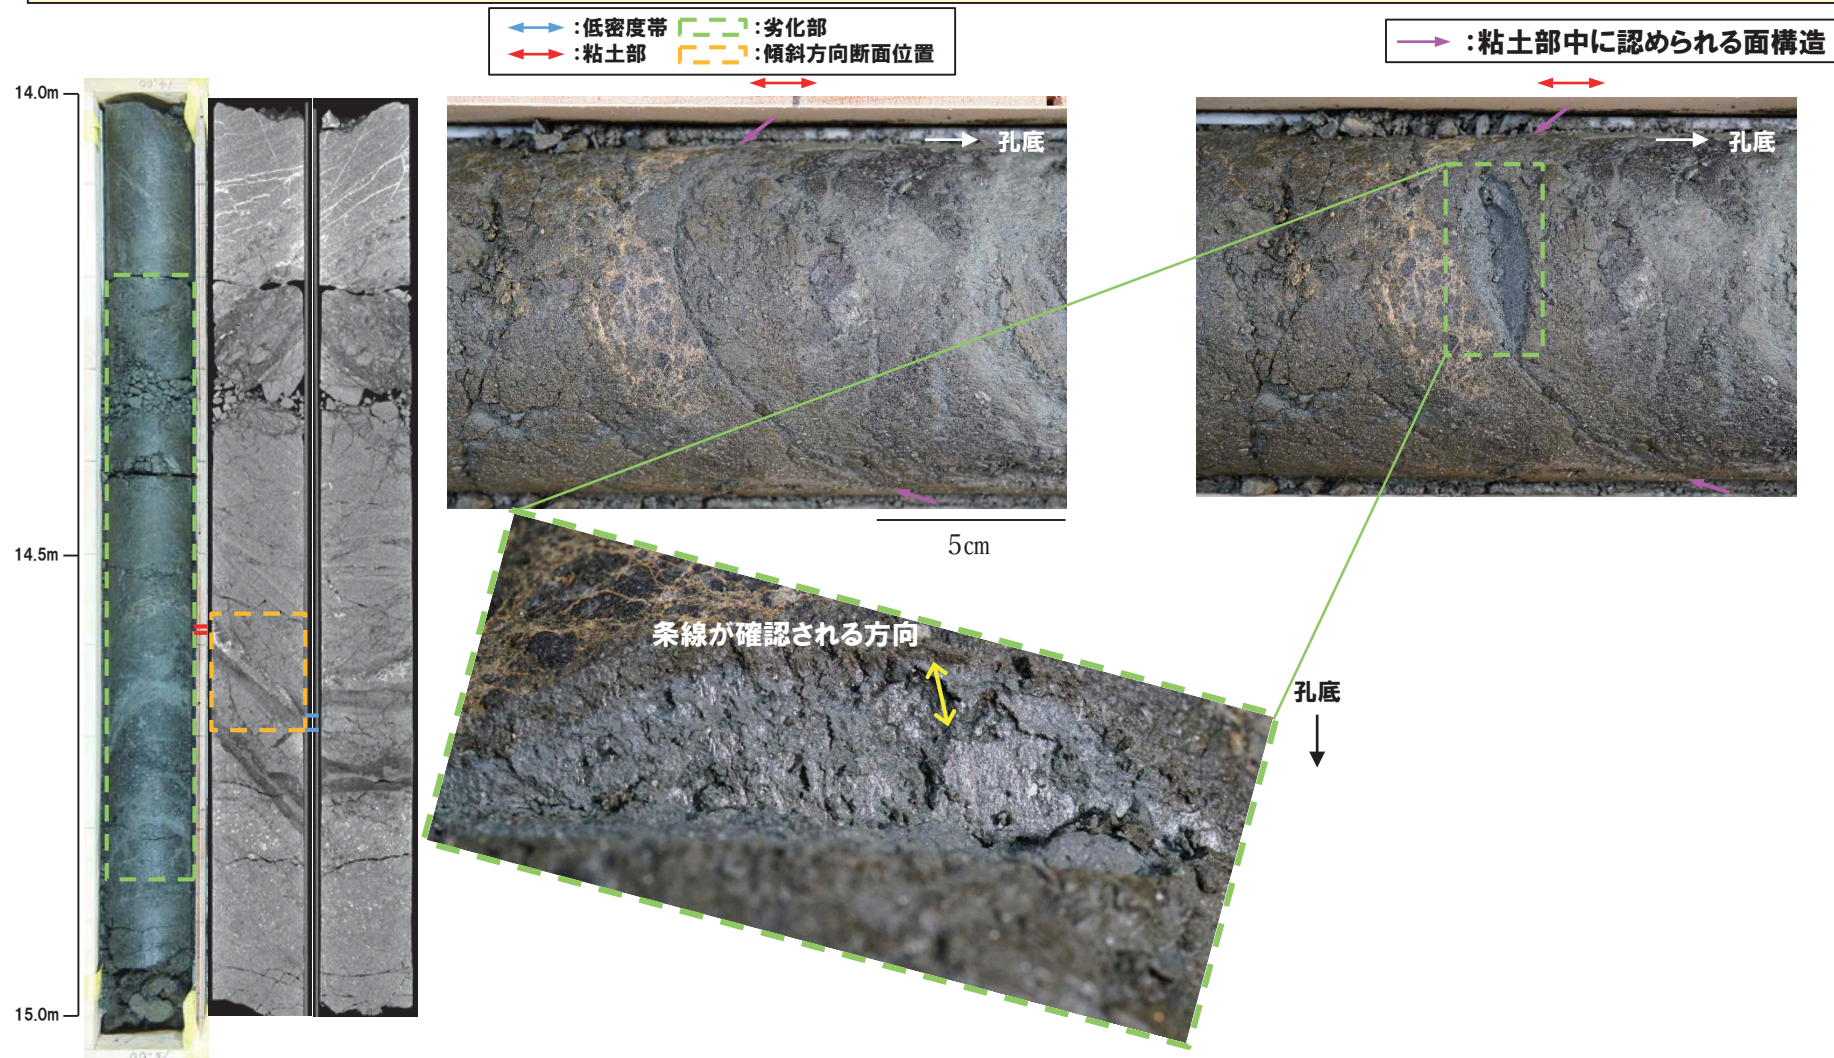 :低密度帯 :劣化部
:粘土部 :傾斜方向断面位置
:粘土部中に認められる面構造
14.0m
孔底
孔底
14.5m
5cm
条線が確認される方向
孔底
15.0m